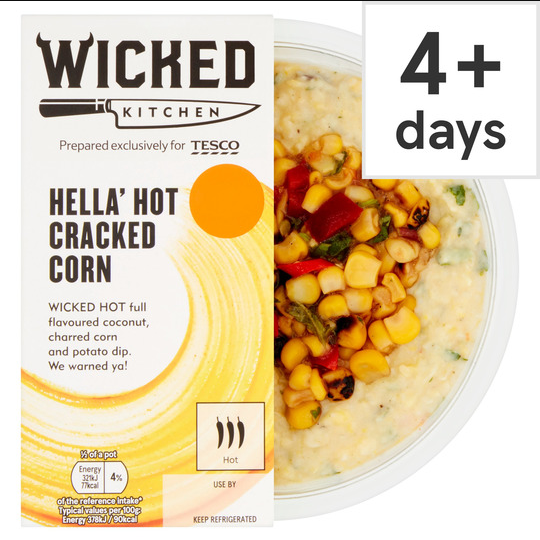 4+
days
WICKED
KITCHEN
Prepared exclusively for TESCO
HELLA' HOT
CRACKED
CORN
WICKED HOT full
flavoured coconut,
charred corn
and potato dip.
We warned ya!
Hot
USE BY
KEEP REFRIGERATED
½ of a pot
Energy
321kJ
77kcal
4%
of the reference intake*
Typical values per 100g:
Energy 378kJ / 90kcal